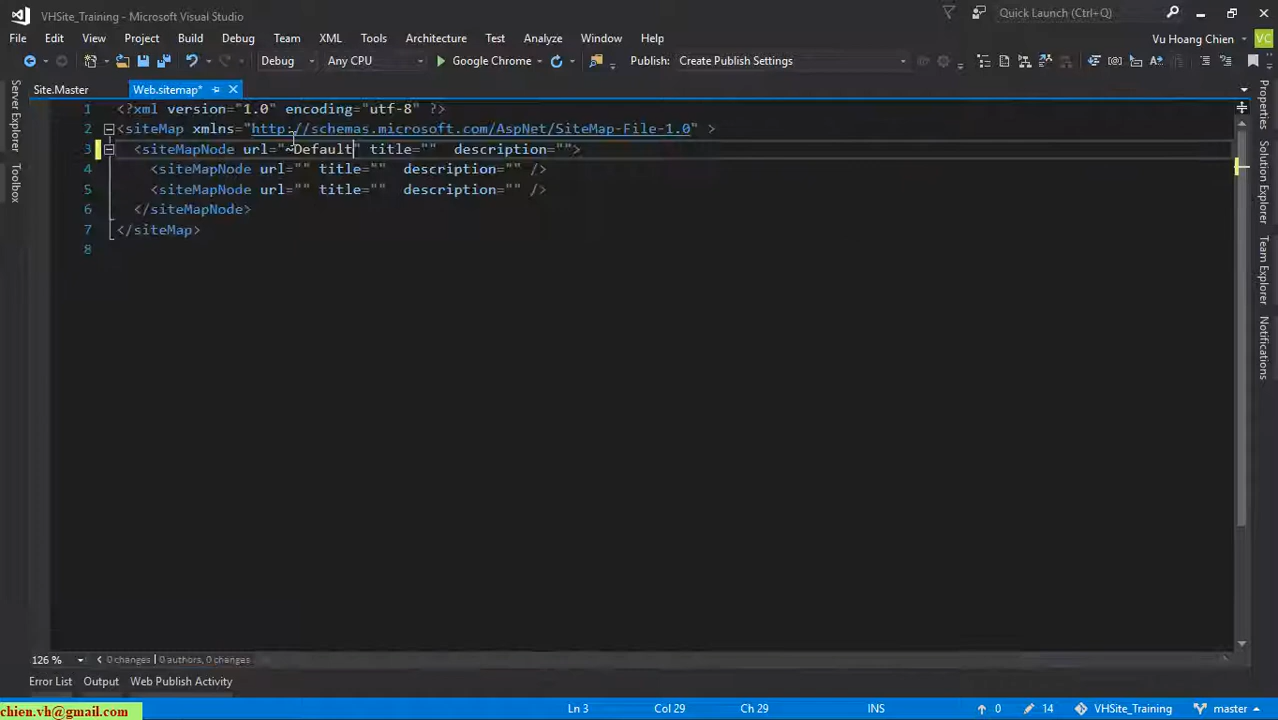 VHSite_Training - Microsoft Visual Studio
Quick Launch (Ctrl+Q)
File Edit View Project Build Debug Team XML Tools Architecture Test Analyze Window Help
Vu Hoang Chien VC
Debug Any CPU Google Chrome Publish: Create Publish Settings
Site.Master Web.sitemap*
1 <?xml version="1.0" encoding="utf-8" ?>
2 <siteMap xmlns="http://schemas.microsoft.com/AspNet/SiteMap-File-1.0" >
3 <siteMapNode url="~Default" title="" description="">
4 <siteMapNode url="" title="" description="" />
5 <siteMapNode url="" title="" description="" />
6 </siteMapNode>
7 </siteMap>
8
Server Explorer
Toolbox
Properties
Solution Explorer
Team Explorer
Notifications
126 % 0 changes | 0 authors, 0 changes
Error List Output Web Publish Activity
chien.vh@gmail.com
Ln 3 Col 29 Ch 29 INS 0 14 VHSite_Training master